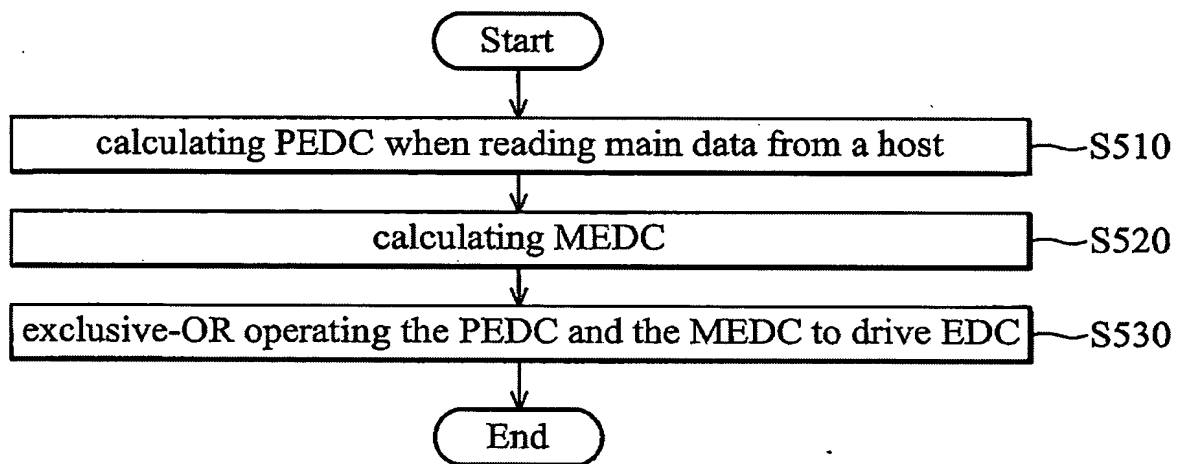 Start
calculating PEDC when reading main data from a host
S510
calculating MEDC
S520
exclusive-OR operating the PEDC and the MEDC to drive EDC
S530
End